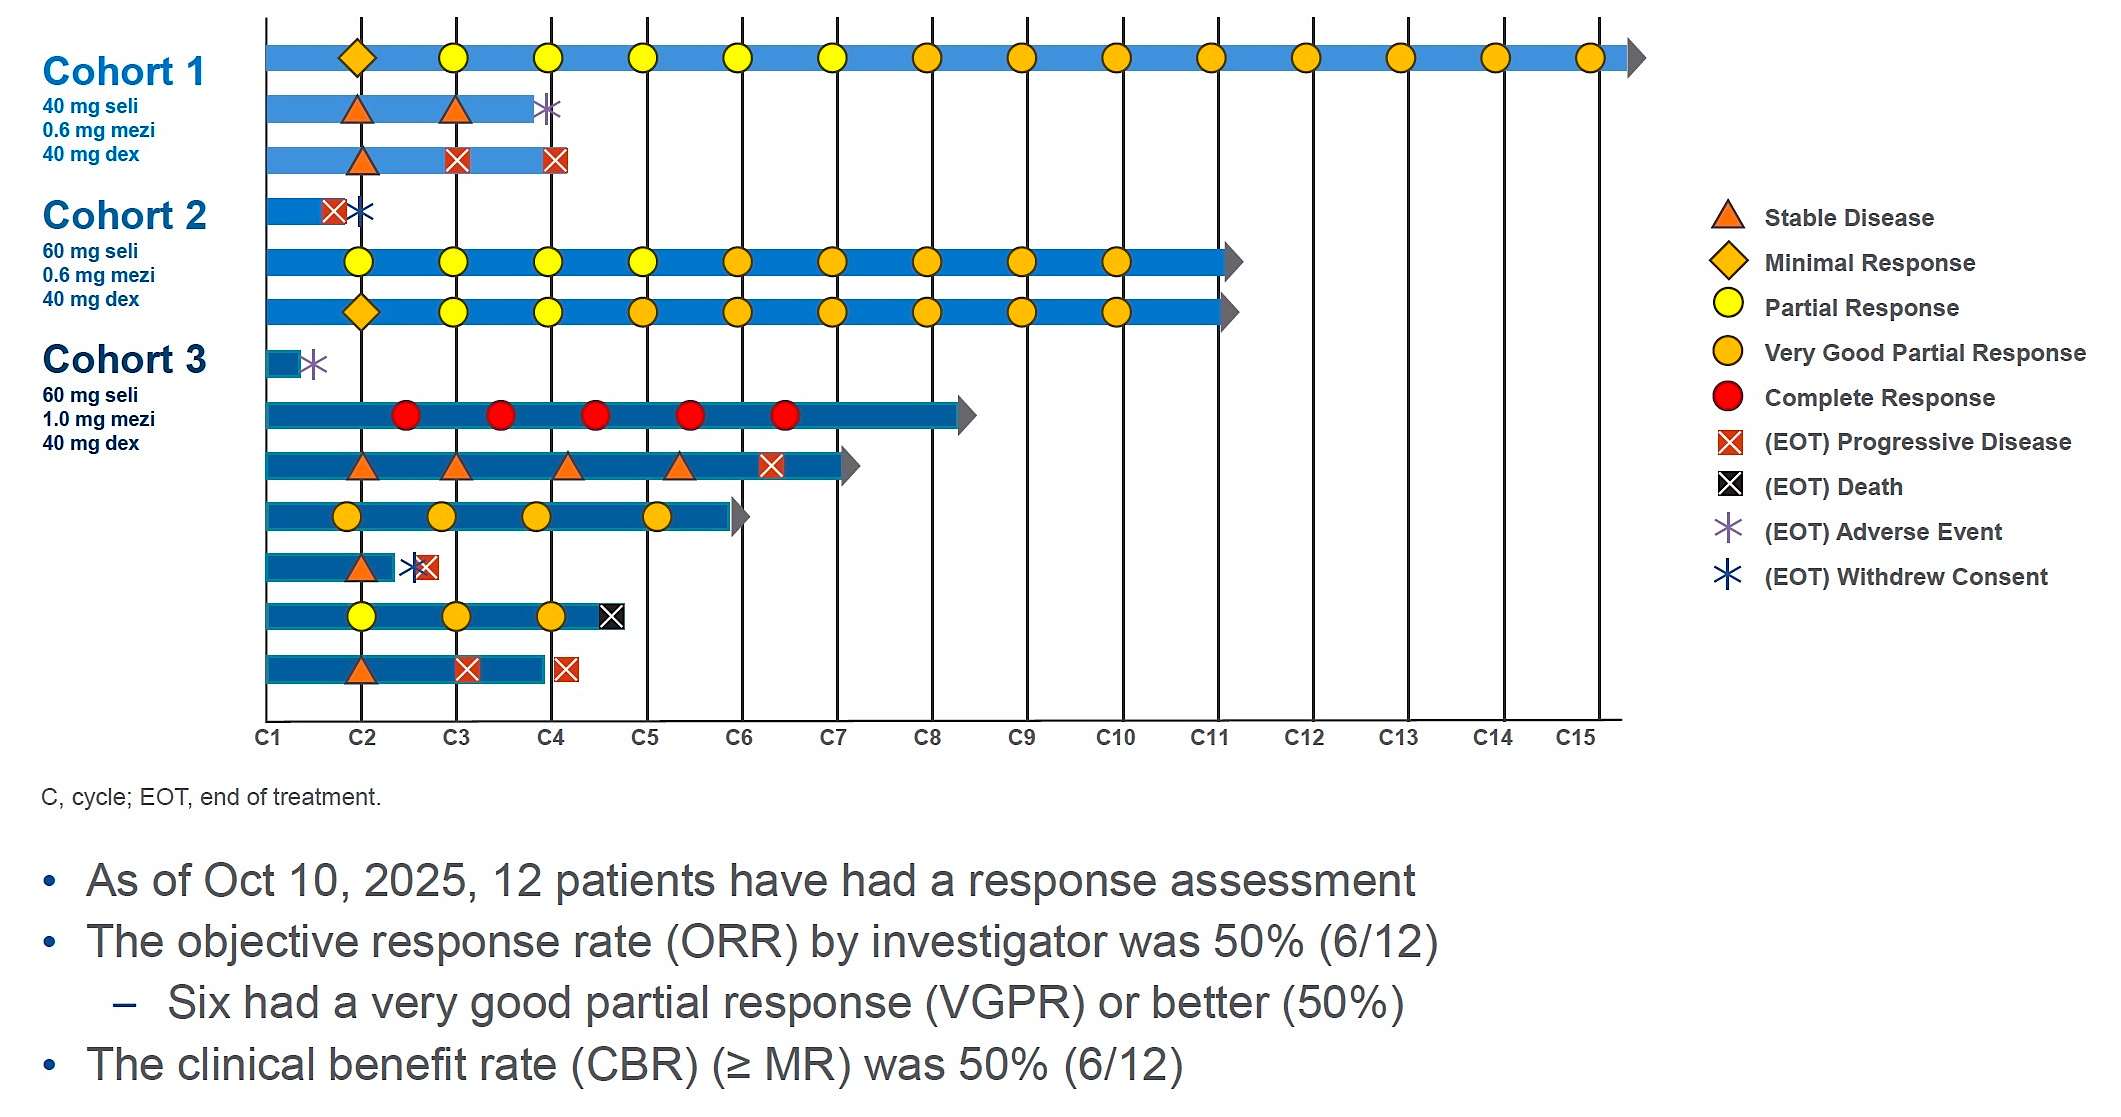 Cohort 1
40 mg seli
0.6 mg mezi
40 mg dex
Cohort 2
60 mg seli
0.6 mg mezi
40 mg dex
Cohort 3
60 mg seli
1.0 mg mezi
40 mg dex
Stable Disease
Minimal Response
Partial Response
Very Good Partial Response
Complete Response
(EOT) Progressive Disease
(EOT) Death
(EOT) Adverse Event
(EOT) Withdrew Consent
C1 C2 C3 C4 C5 C6 C7 C8 C9 C10 C11 C12 C13 C14 C15
C, cycle; EOT, end of treatment.
• As of Oct 10, 2025, 12 patients have had a response assessment
• The objective response rate (ORR) by investigator was 50% (6/12)
– Six had a very good partial response (VGPR) or better (50%)
• The clinical benefit rate (CBR) (≥ MR) was 50% (6/12)